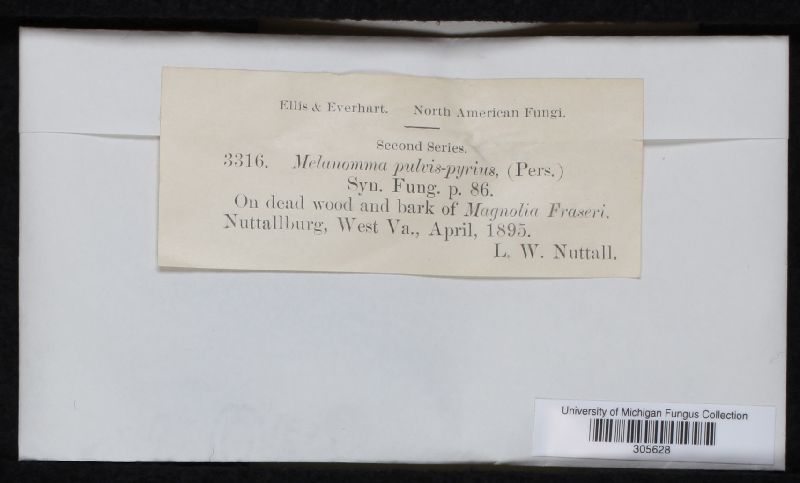 Ellis & Everhart. North American Fungi.
Second Series.
3316. Melanomma pulvis-pyrius, (Pers.)
Syn. Fung. p. 86.
On dead wood and bark of Magnolia Fraseri.
Nuttallburg, West Va., April, 1895.
L. W. Nuttall.
University of Michigan Fungus Collection
305628